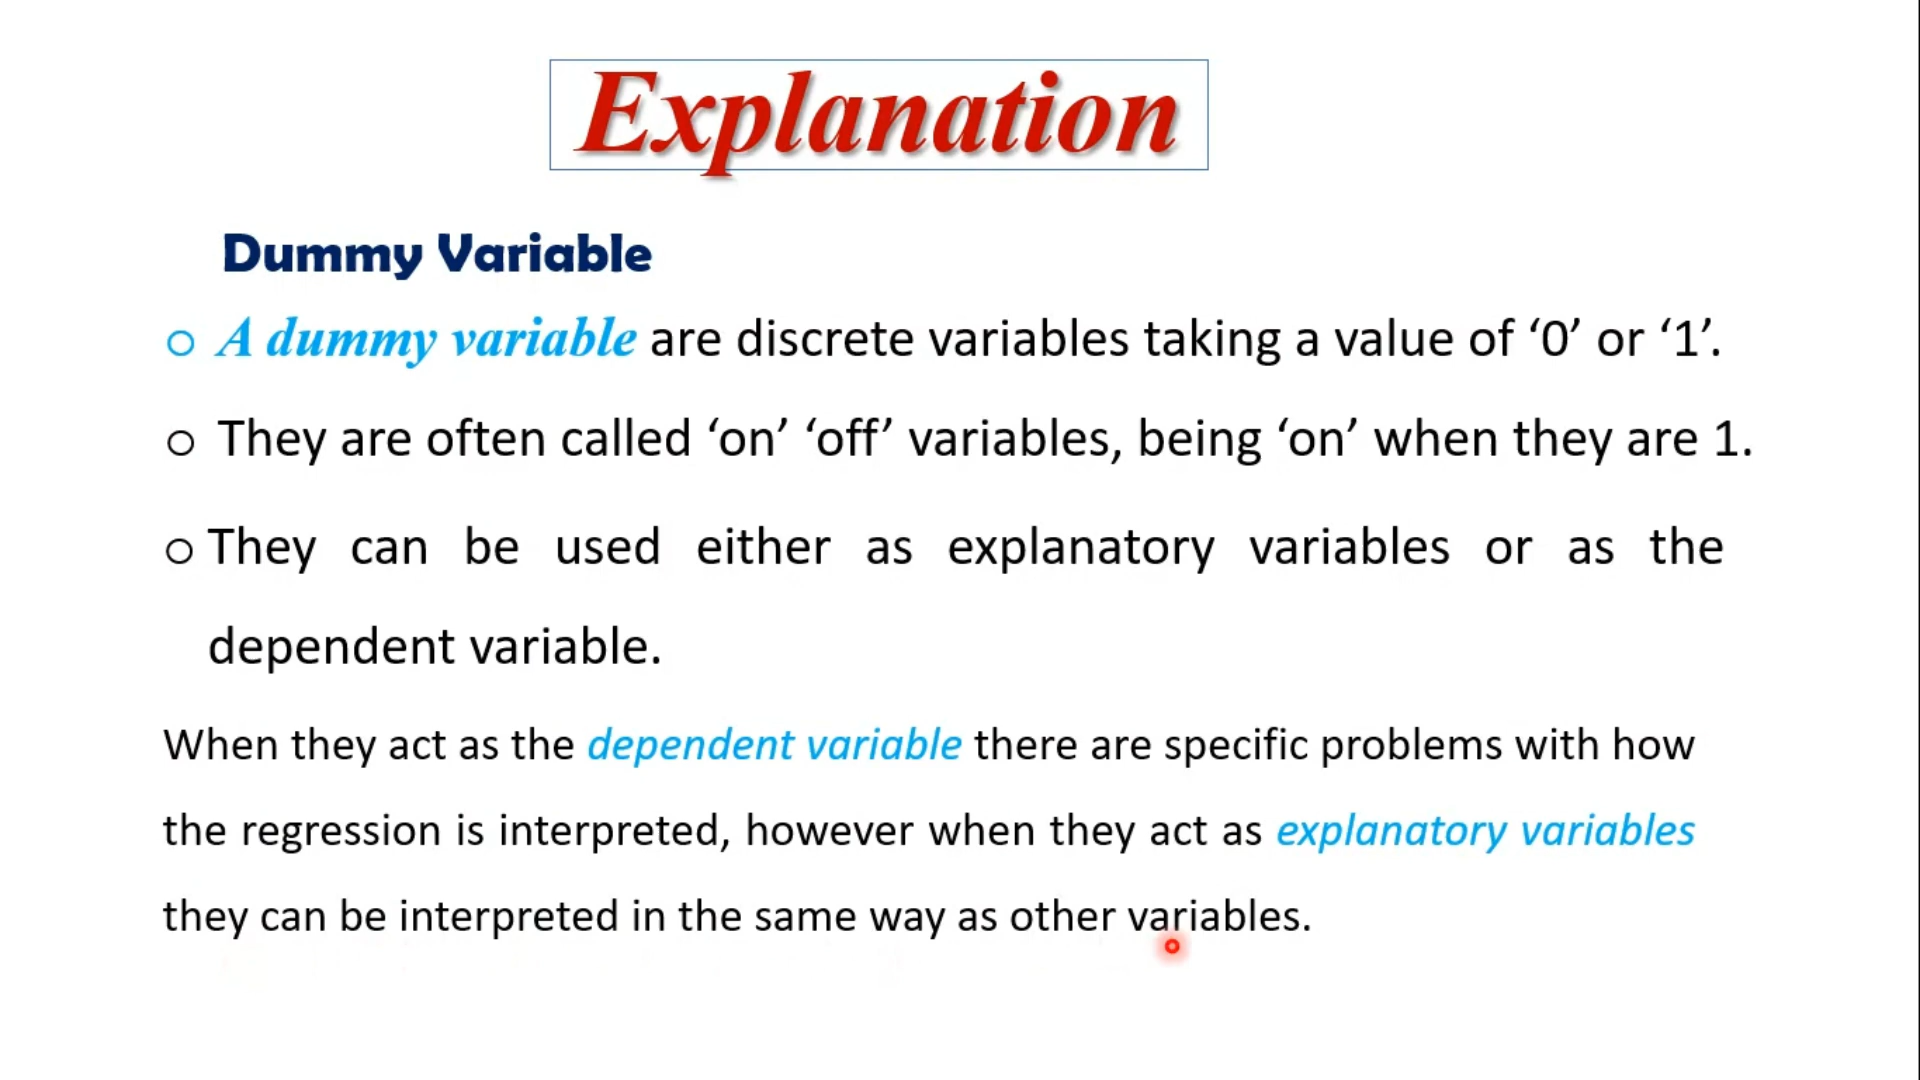 Explanation
Dummy Variable
○ A dummy variable are discrete variables taking a value of ‘0’ or ‘1’.
○ They are often called ‘on’ ‘off’ variables, being ‘on’ when they are 1.
○ They can be used either as explanatory variables or as the
dependent variable.
When they act as the dependent variable there are specific problems with how
the regression is interpreted, however when they act as explanatory variables
they can be interpreted in the same way as other variables.